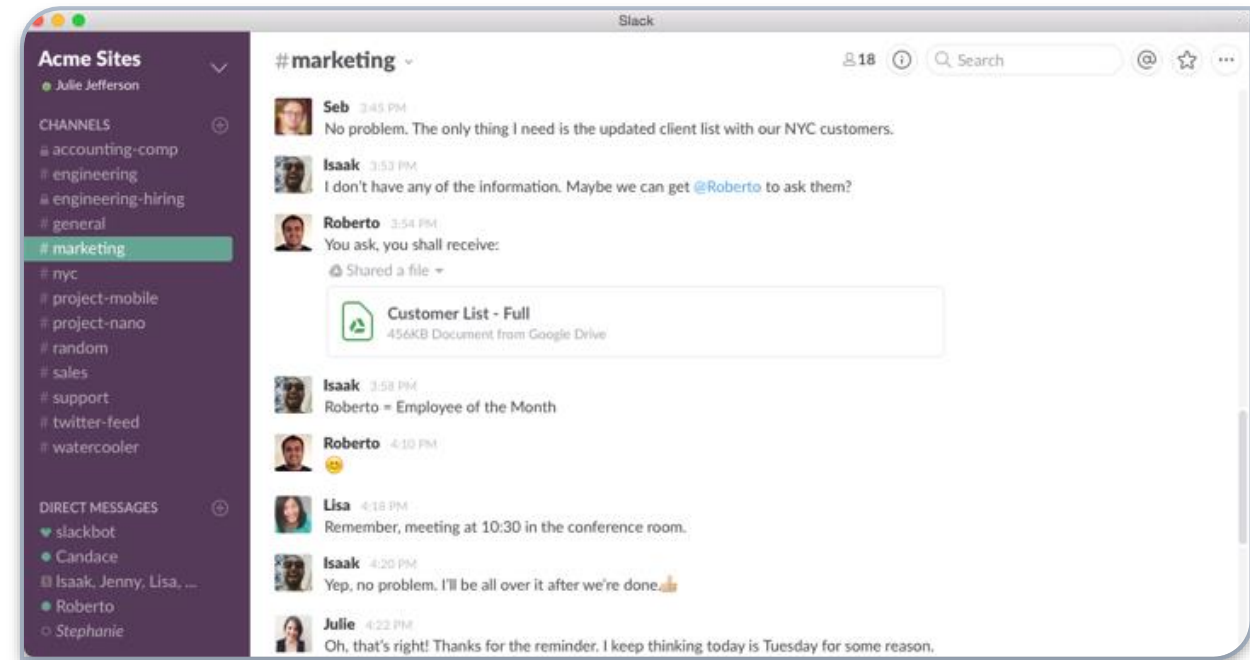 Slack
Acme Sites
Julie Jefferson
CHANNELS
accounting-comp
# engineering
engineering-hiring
# general
# marketing
# nyc
# project-mobile
# project-nano
# random
# sales
# support
# twitter-feed
# watercooler
DIRECT MESSAGES
slackbot
Candace
Isaak, Jenny, Lisa, ...
Roberto
Stephanie
#marketing
18
Search
Seb 3:45 PM
No problem. The only thing I need is the updated client list with our NYC customers.
Isaak 3:53 PM
I don't have any of the information. Maybe we can get @Roberto to ask them?
Roberto 3:54 PM
You ask, you shall receive:
Shared a file
Customer List - Full
456KB Document from Google Drive
Isaak 3:58 PM
Roberto = Employee of the Month
Roberto 4:10 PM
😊
Lisa 4:18 PM
Remember, meeting at 10:30 in the conference room.
Isaak 4:20 PM
Yep, no problem. I'll be all over it after we're done.👍
Julie 4:22 PM
Oh, that's right! Thanks for the reminder. I keep thinking today is Tuesday for some reason.